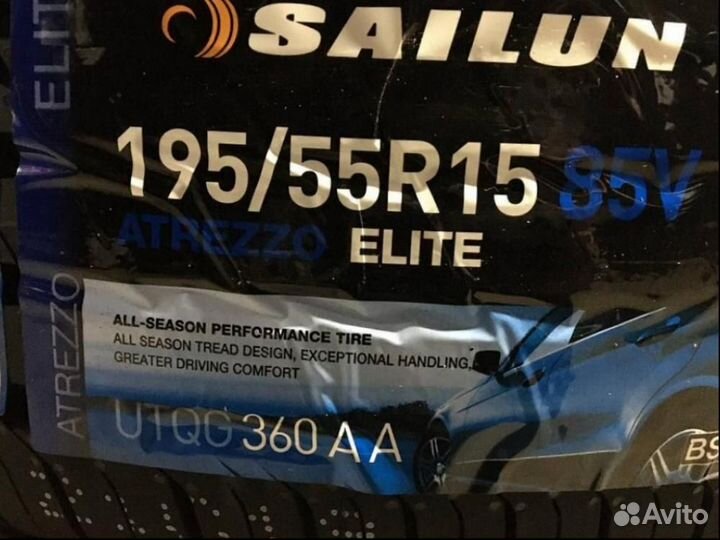 SAILUN
195/55R15 85V
ATREZZO ELITE
ALL-SEASON PERFORMANCE TIRE
ALL SEASON TREAD DESIGN, EXCEPTIONAL HANDLING,
GREATER DRIVING COMFORT
UTQG 360 A A
ATREZZO ELITE
BS
Avito